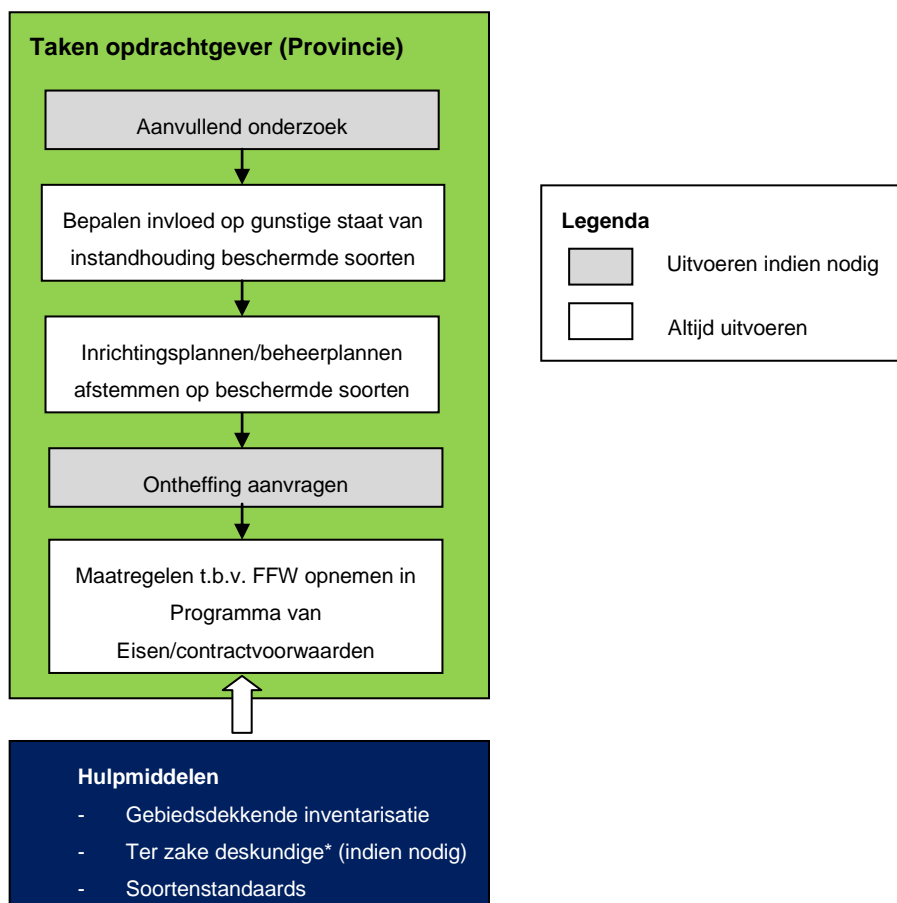 Taken opdrachtgever (Provincie)
Aanvullend onderzoek
Bepalen invloed op gunstige staat van
instandhouding beschermde soorten
Inrichtingsplannen/beheerplannen
afstemmen op beschermde soorten
Ontheffing aanvragen
Maatregelen t.b.v. FFW opnemen in
Programma van
Eisen/contractvoorwaarden
Legenda
Uitvoeren indien nodig
Altijd uitvoeren
Hulpmiddelen
- Gebiedsdekkende inventarisatie
- Ter zake deskundige* (indien nodig)
- Soortenstandaards